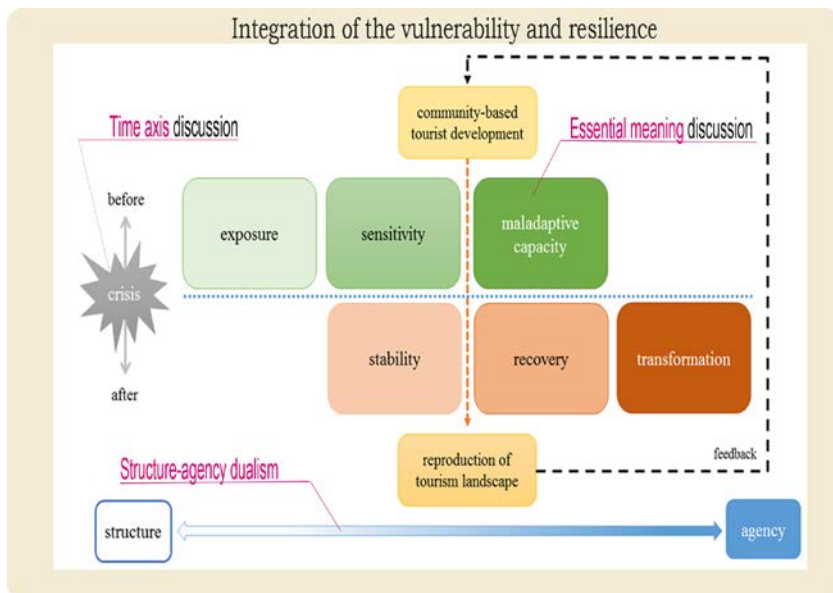 Integration of the vulnerability and resilience
community-based
tourist development
Time axis discussion
Essential meaning discussion
before
crisis
after
exposure
sensitivity
maladaptive
capacity
stability
recovery
transformation
reproduction of
tourism landscape
feedback
Structure-agency dualism
structure
agency